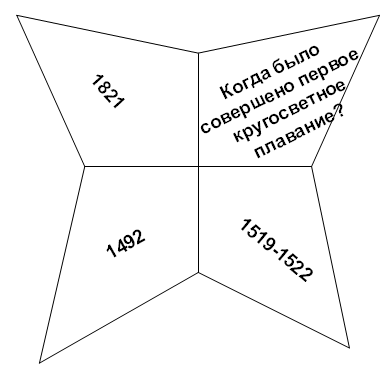 1821
Когда было
совершено первое
кругосветное
плавание?
1492
1519-1522